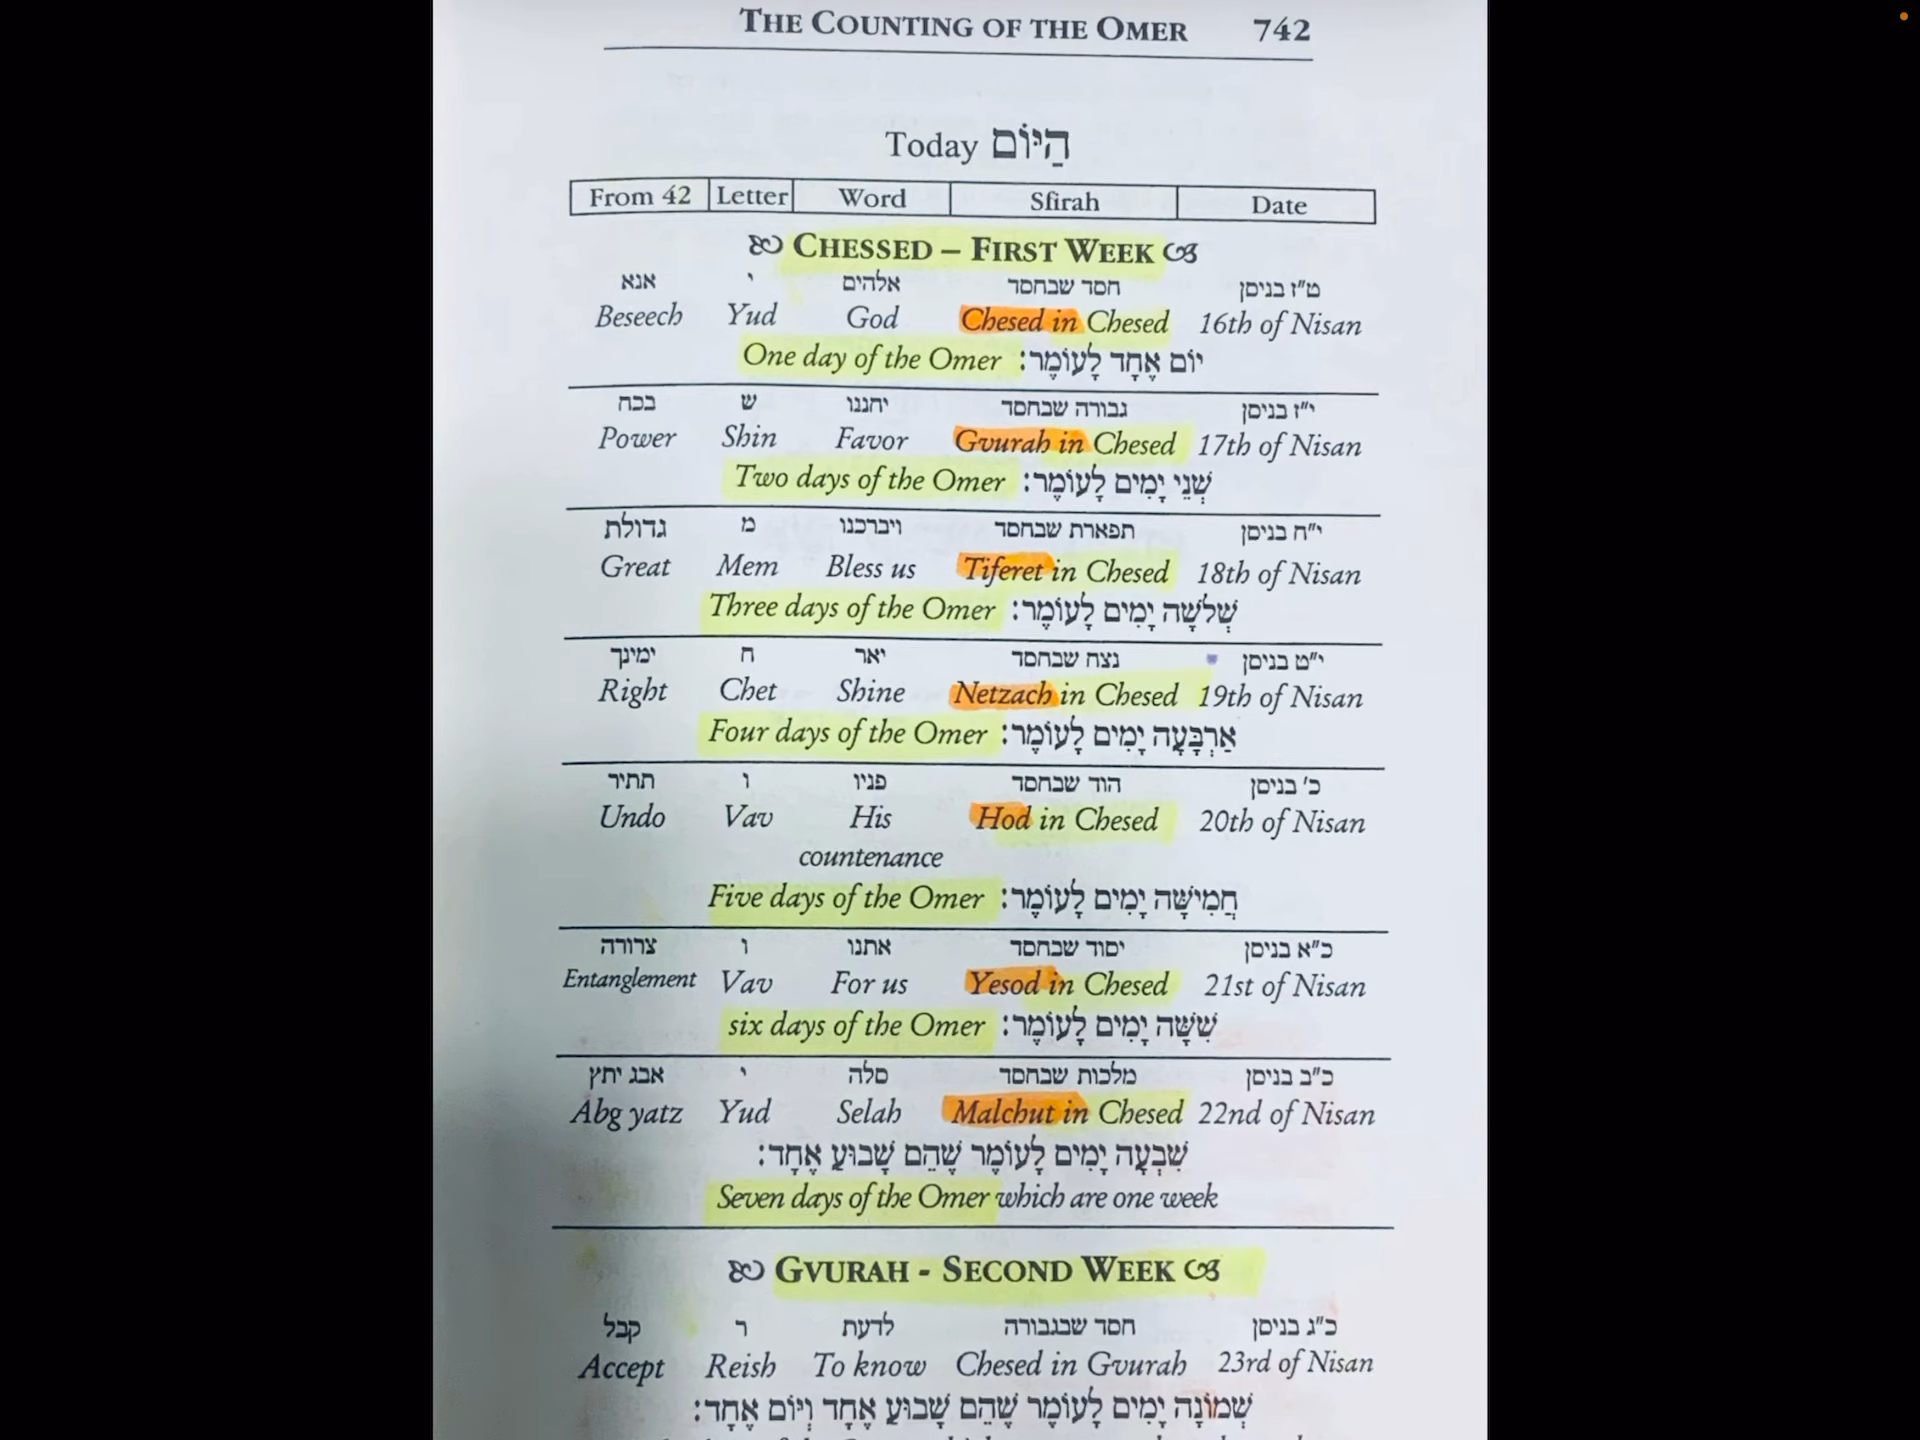 THE COUNTING OF THE OMER 742
Today הַיּוֹם
From 42 Letter Word Sfirah Date
CHESSED – FIRST WEEK
אנא י אלהים חסד שבחסד ט"ז בניסן
Beseech Yud God Chesed in Chesed 16th of Nisan
One day of the Omer יוֹם אֶחָד לָעוֹמֶר:
בכח ש יחננו גבורה שבחסד י"ז בניסן
Power Shin Favor Gvurah in Chesed 17th of Nisan
Two days of the Omer שְׁנֵי יָמִים לָעוֹמֶר:
גדולת מ ויברכנו תפארת שבחסד י"ח בניסן
Great Mem Bless us Tiferet in Chesed 18th of Nisan
Three days of the Omer שְׁלֹשָׁה יָמִים לָעוֹמֶר:
ימינך ח יאר נצח שבחסד י"ט בניסן
Right Chet Shine Netzach in Chesed 19th of Nisan
Four days of the Omer אַרְבָּעָה יָמִים לָעוֹמֶר:
תתיר ו פניו הוד שבחסד כ' בניסן
Undo Vav His Hod in Chesed 20th of Nisan
countenance
Five days of the Omer חֲמִישָּׁה יָמִים לָעוֹמֶר:
צרורה ו אתנו יסוד שבחסד כ"א בניסן
Entanglement Vav For us Yesod in Chesed 21st of Nisan
six days of the Omer שִׁשָּׁה יָמִים לָעוֹמֶר:
אבג יתץ י סלה מלכות שבחסד כ"ב בניסן
Abg yatz Yud Selah Malchut in Chesed 22nd of Nisan
שִׁבְעָה יָמִים לָעוֹמֶר שֶׁהֵם שָׁבוּעַ אֶחָד:
Seven days of the Omer which are one week
GVURAH - SECOND WEEK
קבל ר לדעת חסד שבגבורה כ"ג בניסן
Accept Reish To know Chesed in Gvurah 23rd of Nisan
שְׁמוֹנָה יָמִים לָעוֹמֶר שֶׁהֵם שָׁבוּעַ אֶחָד וְיוֹם אֶחָד: